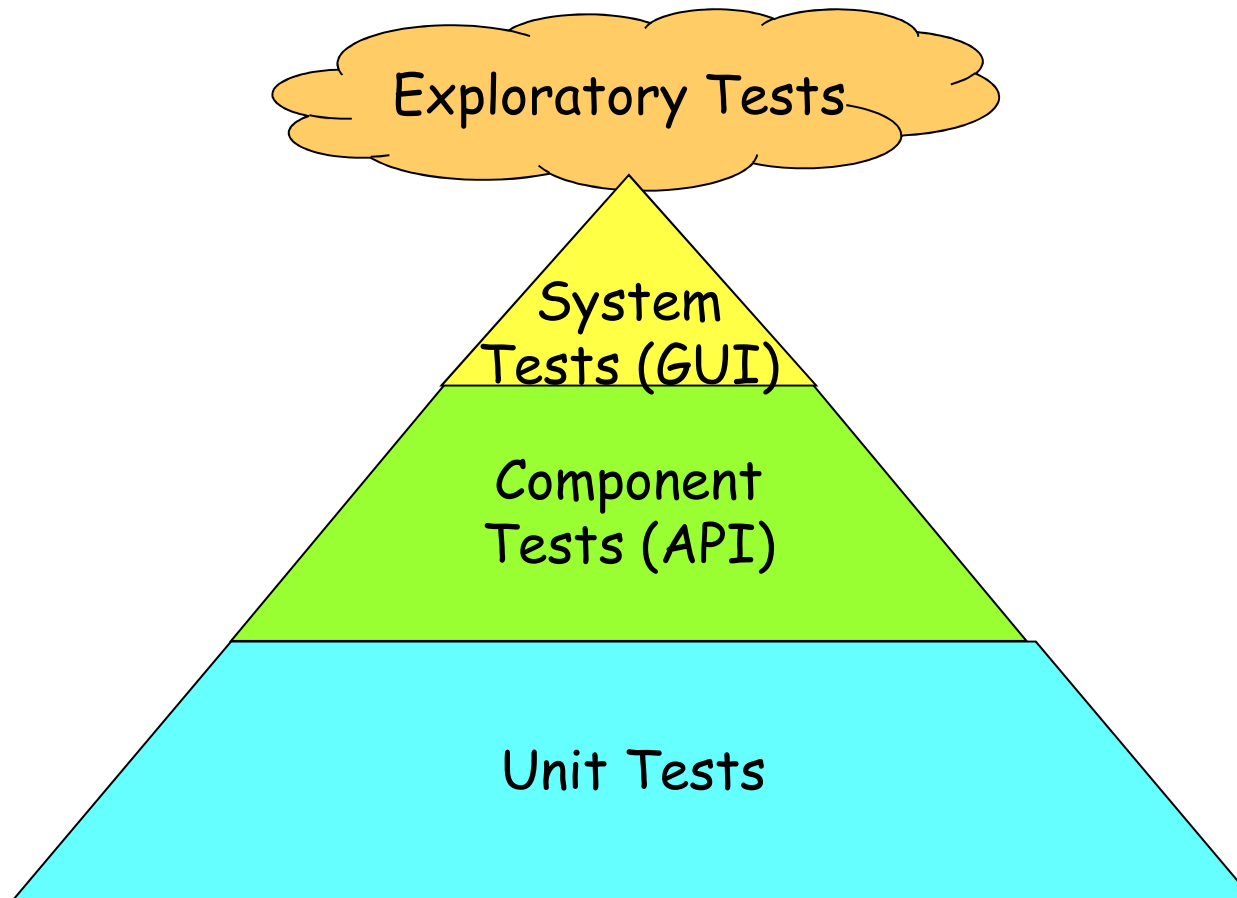 Exploratory Tests
System
Tests (GUI)
Component
Tests (API)
Unit Tests